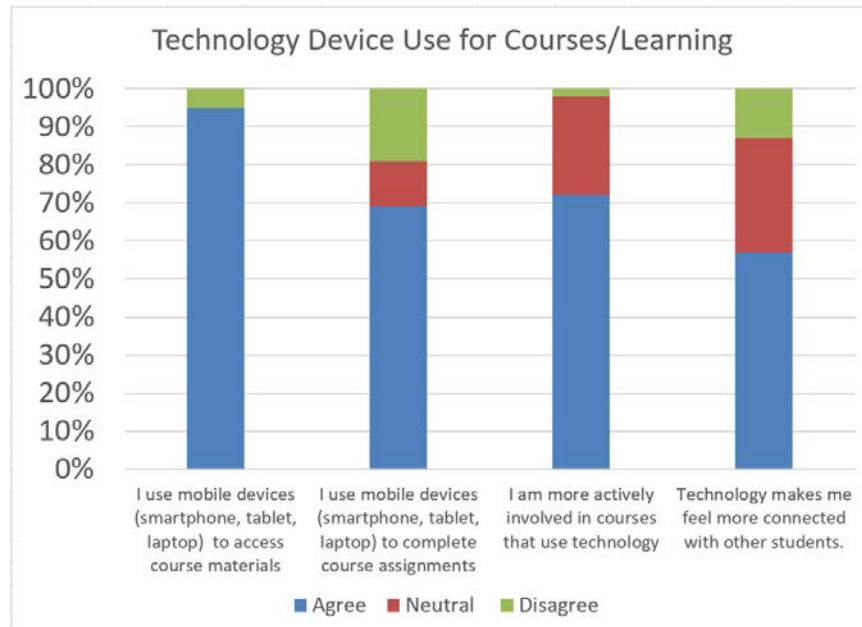 Technology Device Use for Courses/Learning
100%
90%
80%
70%
60%
50%
40%
30%
20%
10%
0%
I use mobile devices
(smartphone, tablet,
laptop) to access
course materials
I use mobile devices
(smartphone, tablet,
laptop) to complete
course assignments
I am more actively
involved in courses
that use technology
Technology makes me
feel more connected
with other students.
Agree Neutral Disagree